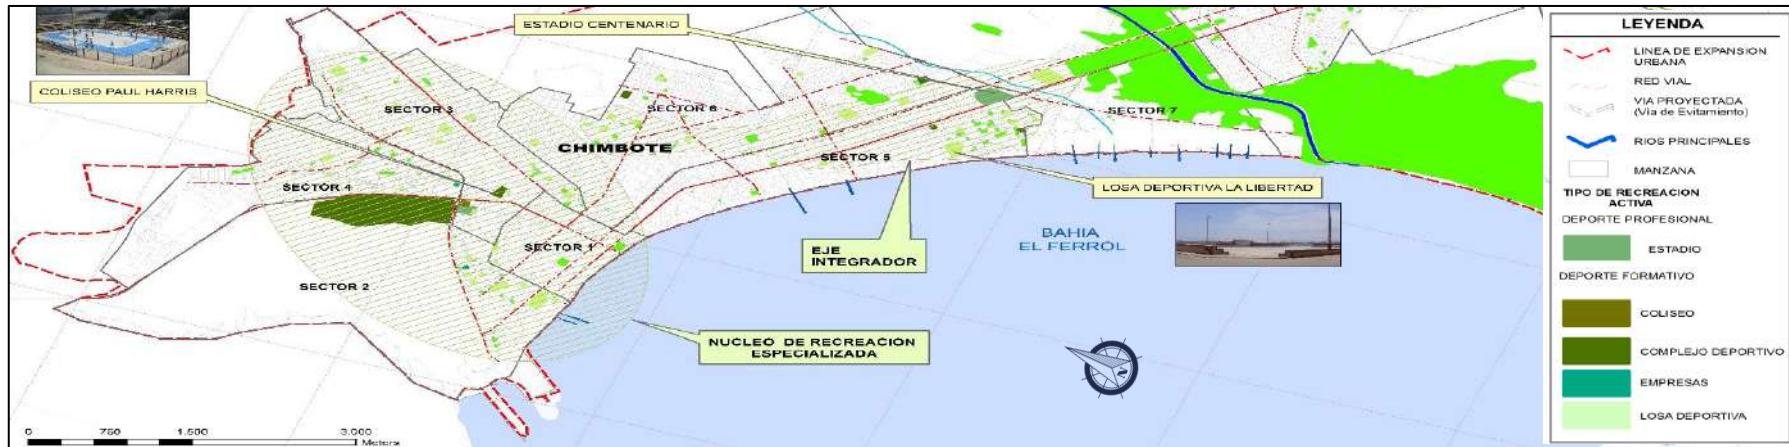 ESTADIO CENTENARIO
COLISEO PAUL HARRIS
SECTOR 3
SECTOR 6
SECTOR 7
CHIMBOTE
SECTOR 5
SECTOR 4
LOSA DEPORTIVA LA LIBERTAD
SECTOR 1
EJE
INTEGRADOR
BAHIA
EL FERROL
SECTOR 2
NUCLEO DE RECREACION
ESPECIALIZADA
N
0 750 1.500 3.000
Meters
LEYENDA
LINEA DE EXPANSION
URBANA
RED VIAL
VIA PROYECTADA
(Vía de Evitamiento)
RIOS PRINCIPALES
MANZANA
TIPO DE RECREACION
ACTIVA
DEPORTE PROFESIONAL
ESTADIO
DEPORTE FORMATIVO
COLISEO
COMPLEJO DEPORTIVO
EMPRESAS
LOSA DEPORTIVA